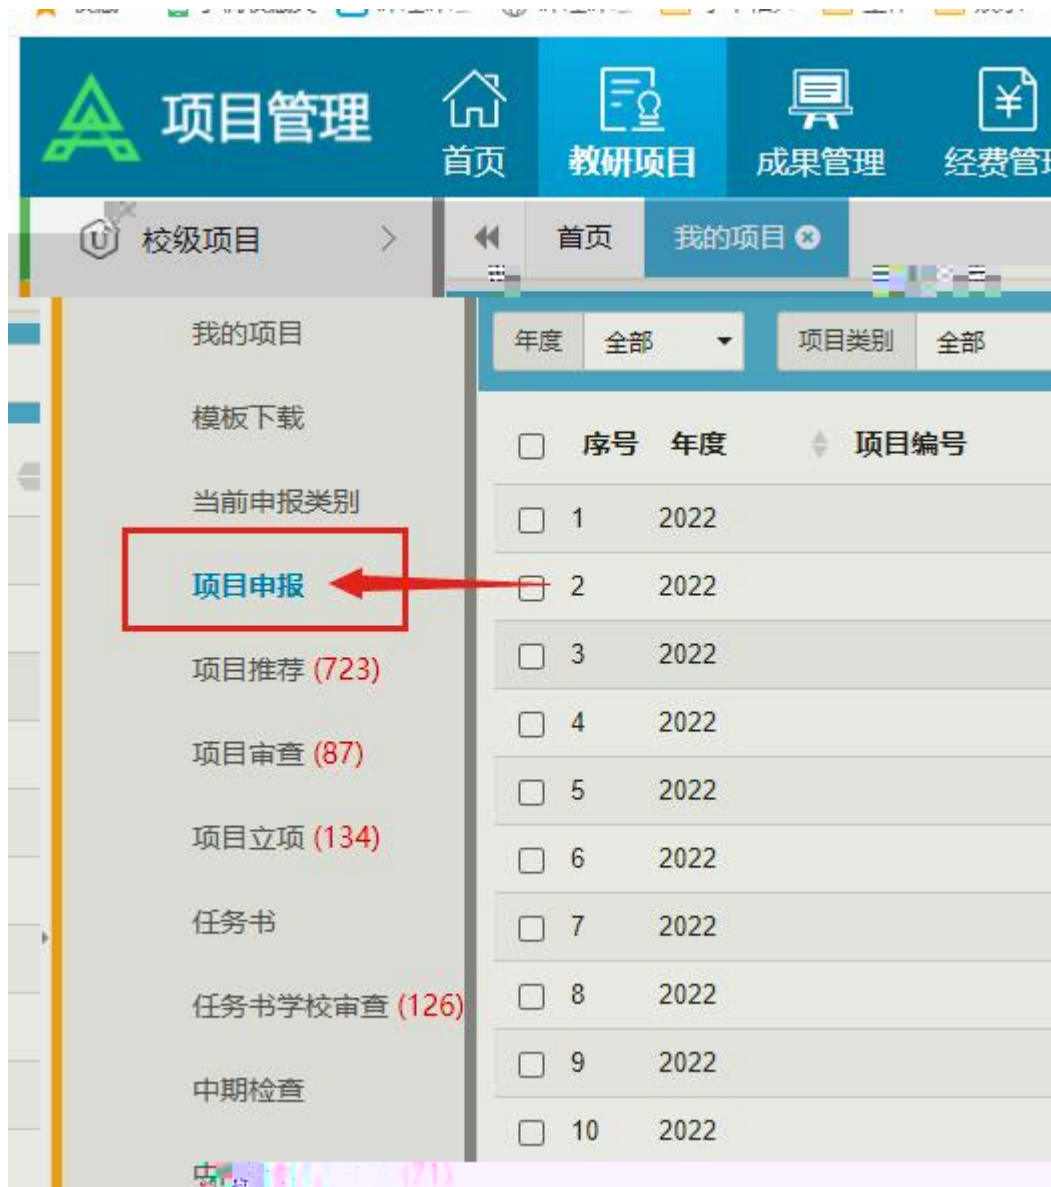 项目管理
首页
教研项目
成果管理
经费管
校级项目
首页
我的项目
我的项目
年度 全部
项目类别 全部
模板下载
序号 年度 项目编号
当前申报类别
1 2022
项目申报
2 2022
项目推荐 (723)
3 2022
4 2022
项目审查 (87)
5 2022
项目立项 (134)
6 2022
任务书
7 2022
任务书学校审查 (126)
8 2022
9 2022
中期检查
10 2022
(71)